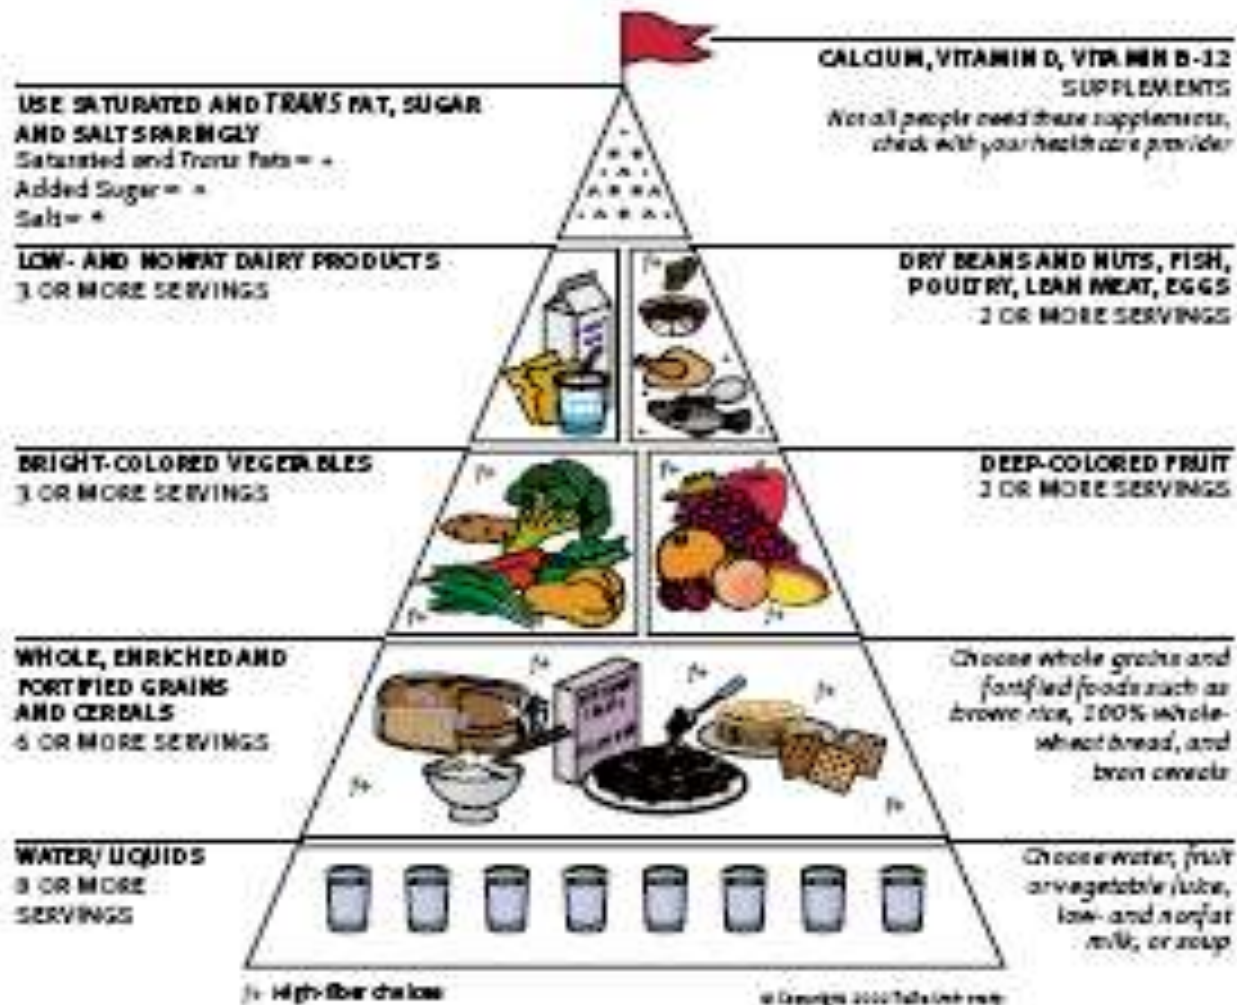 CALCIUM, VITAMIN D, VITAMIN B-12
SUPPLEMENTS
Not all people need these supplements,
check with your healthcare provider
USE SATURATED AND TRANS FAT, SUGAR
AND SALT SPARINGLY
Saturated and Trans Fats =
Added Sugar =
Salt = *
LOW- AND NONFAT DAIRY PRODUCTS
3 OR MORE SERVINGS
DRY BEANS AND NUTS, FISH,
POULTRY, LEAN MEAT, EGGS
2 OR MORE SERVINGS
BRIGHT-COLORED VEGETABLES
3 OR MORE SERVINGS
DEEP-COLORED FRUIT
2 OR MORE SERVINGS
WHOLE, ENRICHED AND
FORTIFIED GRAINS
AND CEREALS
6 OR MORE SERVINGS
Choose whole grains and
fortified foods such as
brown rice, 100% whole-
wheat bread, and
bran cereals
WATER/LIQUIDS
8 OR MORE
SERVINGS
Choose water, fruit
or vegetable juice,
low- and nonfat
milk, or soup
f+ High-fiber choices
© Copyright 2002 Tufts University